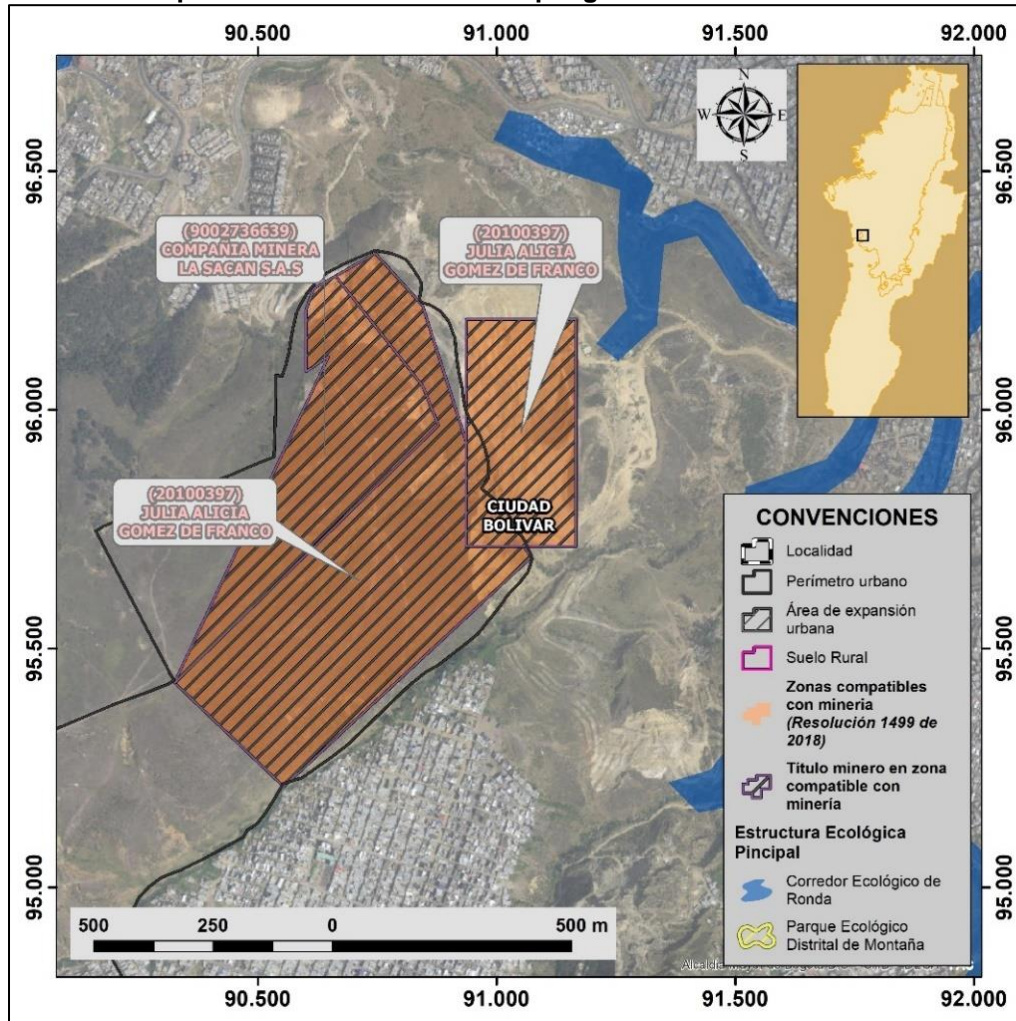 90.500 91.000 91.500 92.000
96.500 96.500
96.000 96.000
95.500 95.500
95.000 95.000
N
W E
S
(9002736639)
COMPAÑIA MINERA
LA SACAN S.A.S
(20100397)
JULIA ALICIA
GOMEZ DE FRANCO
(20100397)
JULIA ALICIA
GOMEZ DE FRANCO
CIUDAD
BOLIVAR
CONVENCIONES
Localidad
Perímetro urbano
Área de expansión
urbana
Suelo Rural
Zonas compatibles
con mineria
(Resolución 1499 de
2018)
Titulo minero en zona
compatible con
minería
Estructura Ecológica
Pincipal
Corredor Ecológico de
Ronda
Parque Ecológico
Distrital de Montaña
500 250 0 500 m
90.500 91.000 91.500 92.000